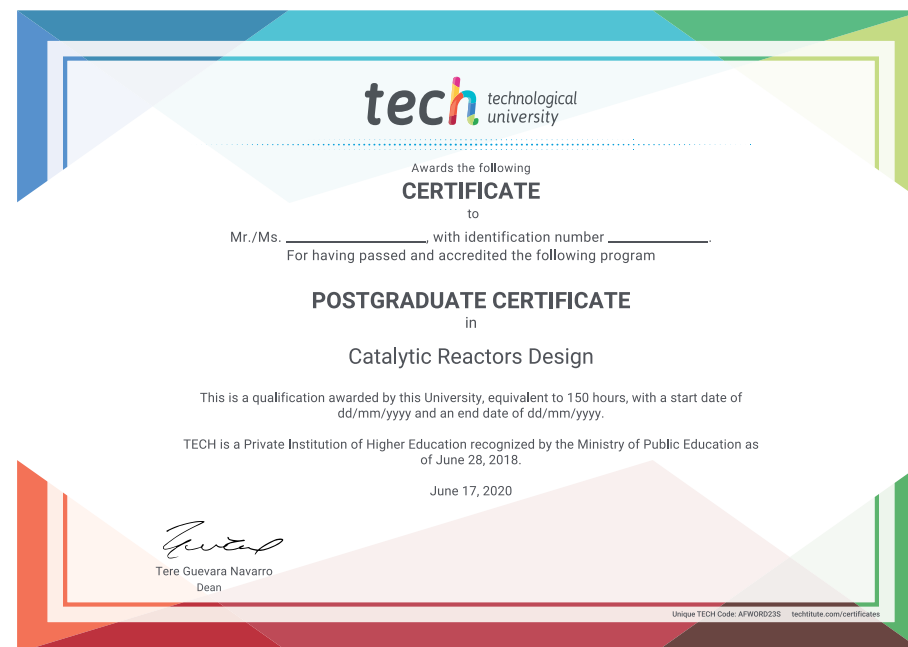 tech technological
university
Awards the following
CERTIFICATE
to
Mr./Ms. ____________, with identification number ____________.
For having passed and accredited the following program
POSTGRADUATE CERTIFICATE
in
Catalytic Reactors Design
This is a qualification awarded by this University, equivalent to 150 hours, with a start date of
dd/mm/yyyy and an end date of dd/mm/yyyy.
TECH is a Private Institution of Higher Education recognized by the Ministry of Public Education as
of June 28, 2018.
June 17, 2020
Tere Guevara Navarro
Dean
Unique TECH Code: AFWORD23S techtitute.com/certificates